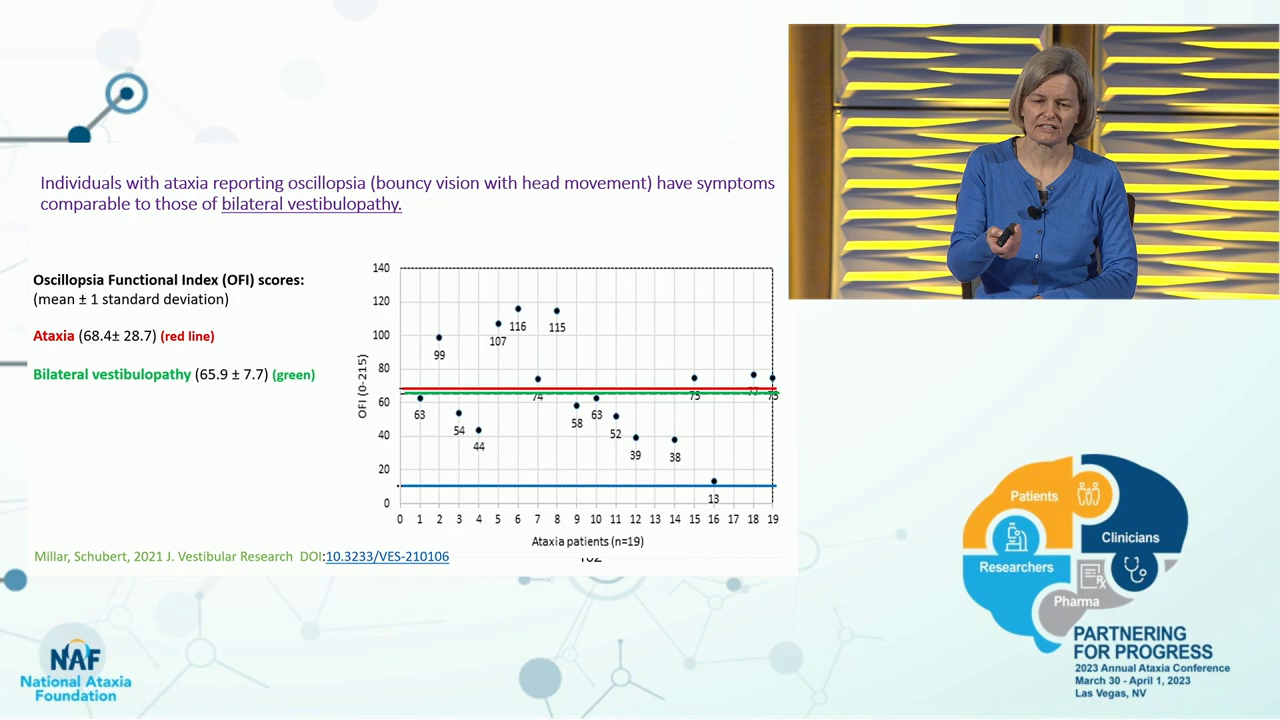 Individuals with ataxia reporting oscillopsia (bouncy vision with head movement) have symptoms
comparable to those of bilateral vestibulopathy.
Oscillopsia Functional Index (OFI) scores:
(mean ± 1 standard deviation)
Ataxia (68.4± 28.7) (red line)
Bilateral vestibulopathy (65.9 ± 7.7) (green)
OFI (0-215)
140
120
100
80
60
40
20
0
63
99
54
44
107
116
74
115
58
63
52
39
38
75
13
77
75
0 1 2 3 4 5 6 7 8 9 10 11 12 13 14 15 16 17 18 19
Ataxia patients (n=19)
Millar, Schubert, 2021 J. Vestibular Research DOI:10.3233/VES-210106
NAF
National Ataxia
Foundation
Patients
Clinicians
Researchers
Rx
Pharma
PARTNERING
FOR PROGRESS
2023 Annual Ataxia Conference
March 30 - April 1, 2023
Las Vegas, NV